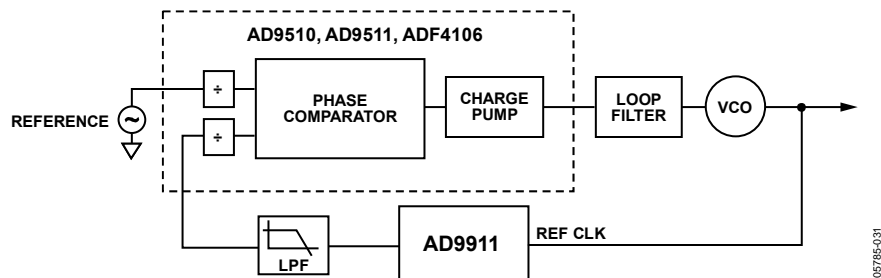 AD9510, AD9511, ADF4106
REFERENCE
~
÷
÷
PHASE
COMPARATOR
CHARGE
PUMP
LOOP
FILTER
VCO
LPF
AD9911
REF CLK
05785-031